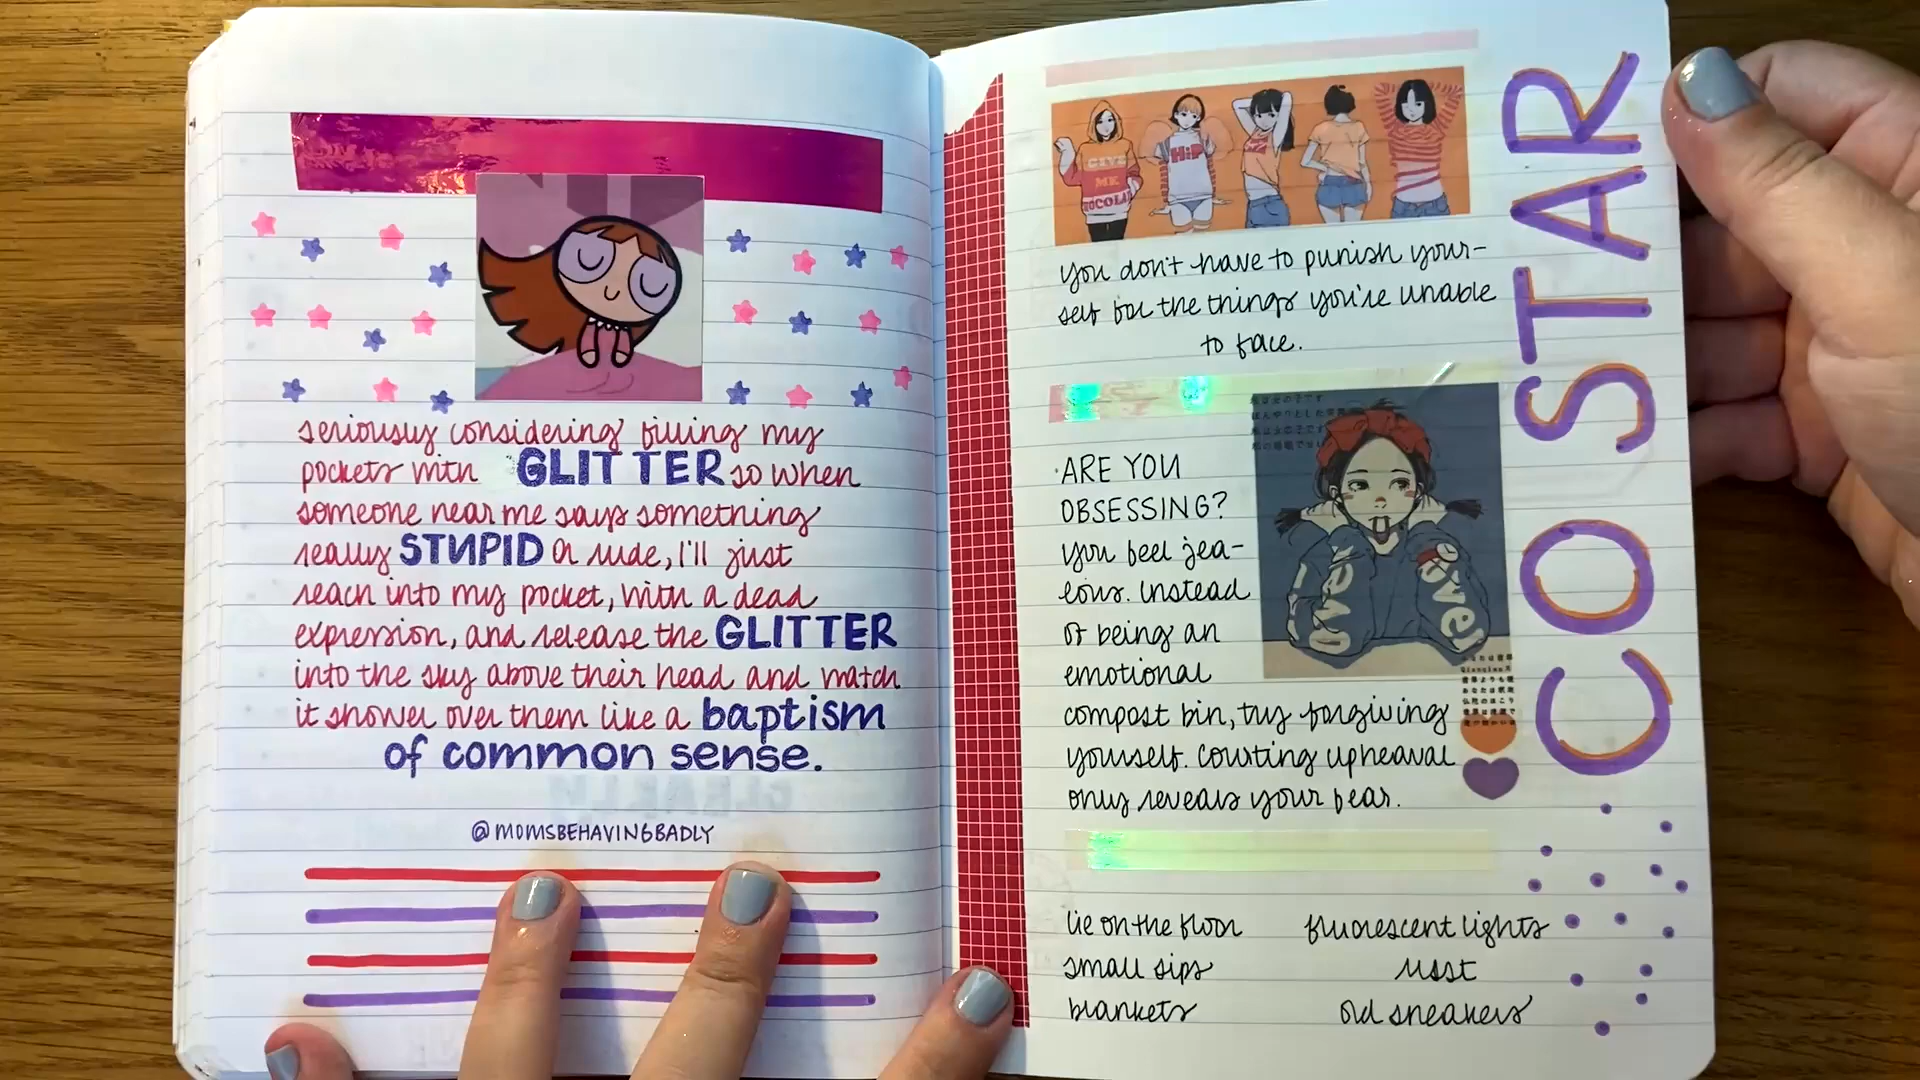 seriously considering filling my
pockets with GLITTER so when
someone near me says something
really STUPID or rude, I'll just
reach into my pocket, with a dead
expression, and release the GLITTER
into the sky above their head and watch
it shower over them like a baptism
of common sense.
@MOMSBEHAVINGBADLY
GIVE
ME
HIP
you don't have to punish your-
self for the things you're unable
to face.
ARE YOU
OBSESSING?
you feel jea-
lous. Instead
of being an
emotional
compost bin, try forgiving
yourself. Courting upheaval
only reveals your fear.
lie on the floor
small sips
blankets
fluorescent lights
rust
old sneakers
CO STAR